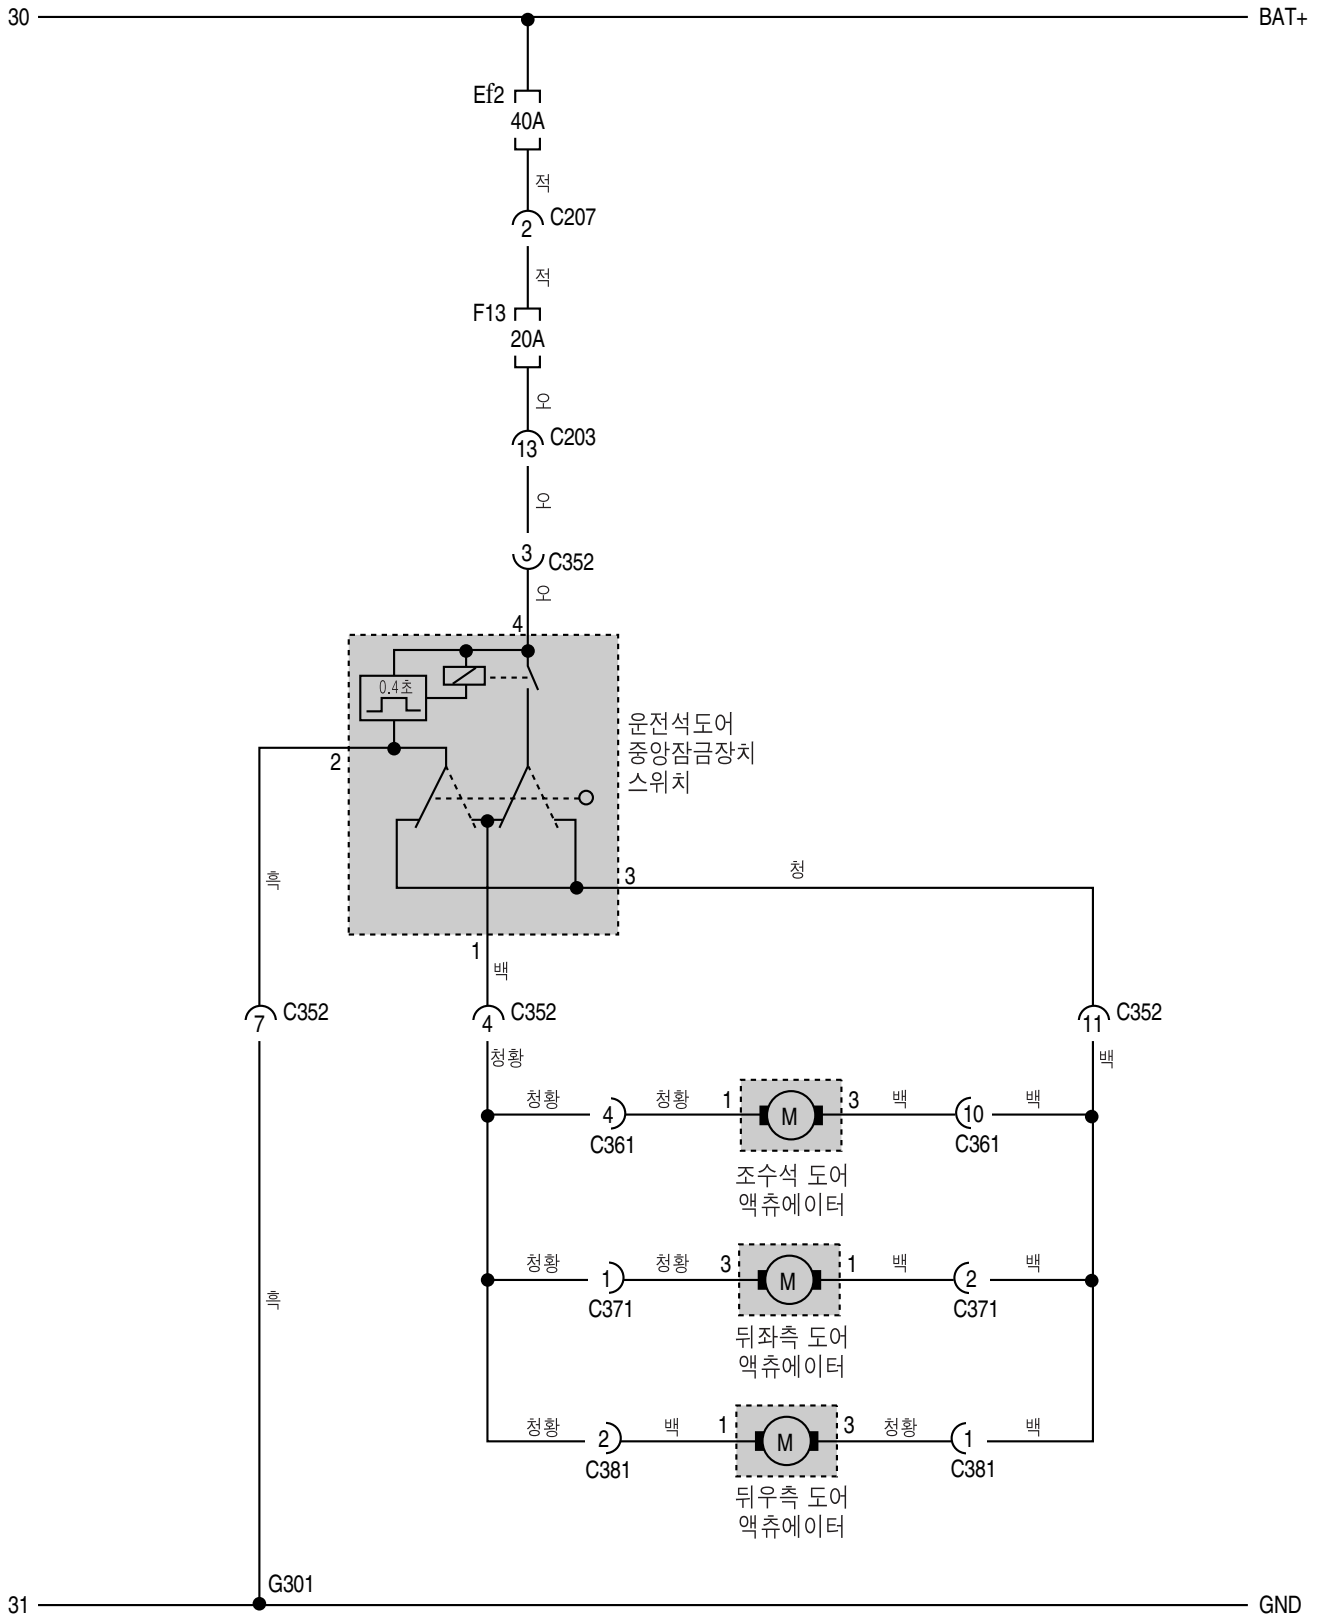 30
BAT+
Ef2
40A
적
C207
2
적
F13
20A
오
C203
13
오
3
C352
오
4
0.4초
운전석도어
중앙잠금장치
스위치
2
3
청
흑
1
백
7
C352
4
C352
11
C352
청황
백
청황
4
C361
청황
1
M
3
백
10
C361
백
조수석 도어
액츄에이터
청황
1
C371
청황
3
M
1
백
2
C371
백
흑
뒤좌측 도어
액츄에이터
청황
2
C381
백
1
M
3
청황
1
C381
백
뒤우측 도어
액츄에이터
G301
31
GND